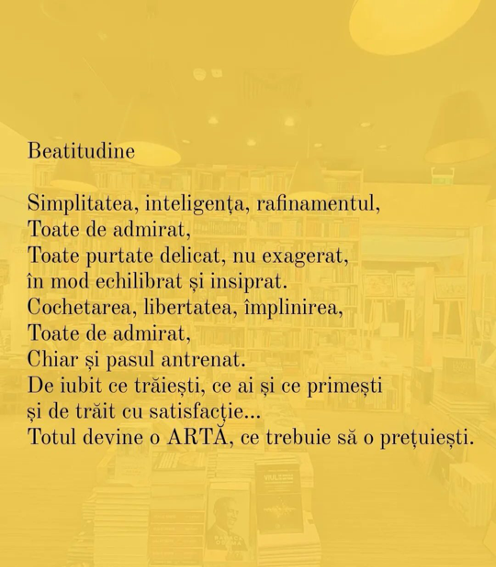 Beatitudine
Simplitatea, inteligența, rafinamentul,
Toate de admirat,
Toate purtate delicat, nu exagerat,
în mod echilibrat și insiprat.
Cochetarea, libertatea, împlinirea,
Toate de admirat,
Chiar și pasul antrenat.
De iubit ce trăiești, ce ai și ce primești
și de trăit cu satisfacție...
Totul devine o ARTĂ, ce trebuie să o prețuiești.